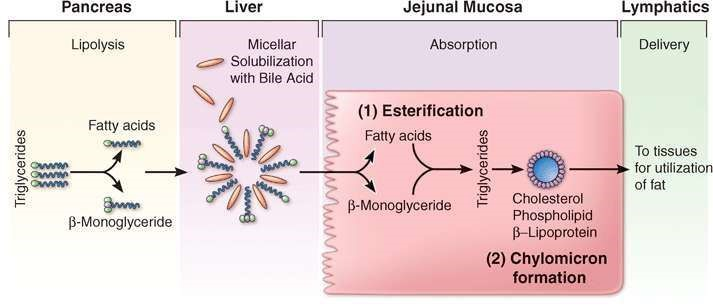 Pancreas
Liver
Jejunal Mucosa
Lymphatics
Lipolysis
Micellar
Solubilization
with Bile Acid
Absorption
Delivery
Triglycerides
Fatty acids
β-Monoglyceride
(1) Esterification
Fatty acids
β-Monoglyceride
Triglycerides
Cholesterol
Phospholipid
β–Lipoprotein
(2) Chylomicron
formation
To tissues
for utilization
of fat